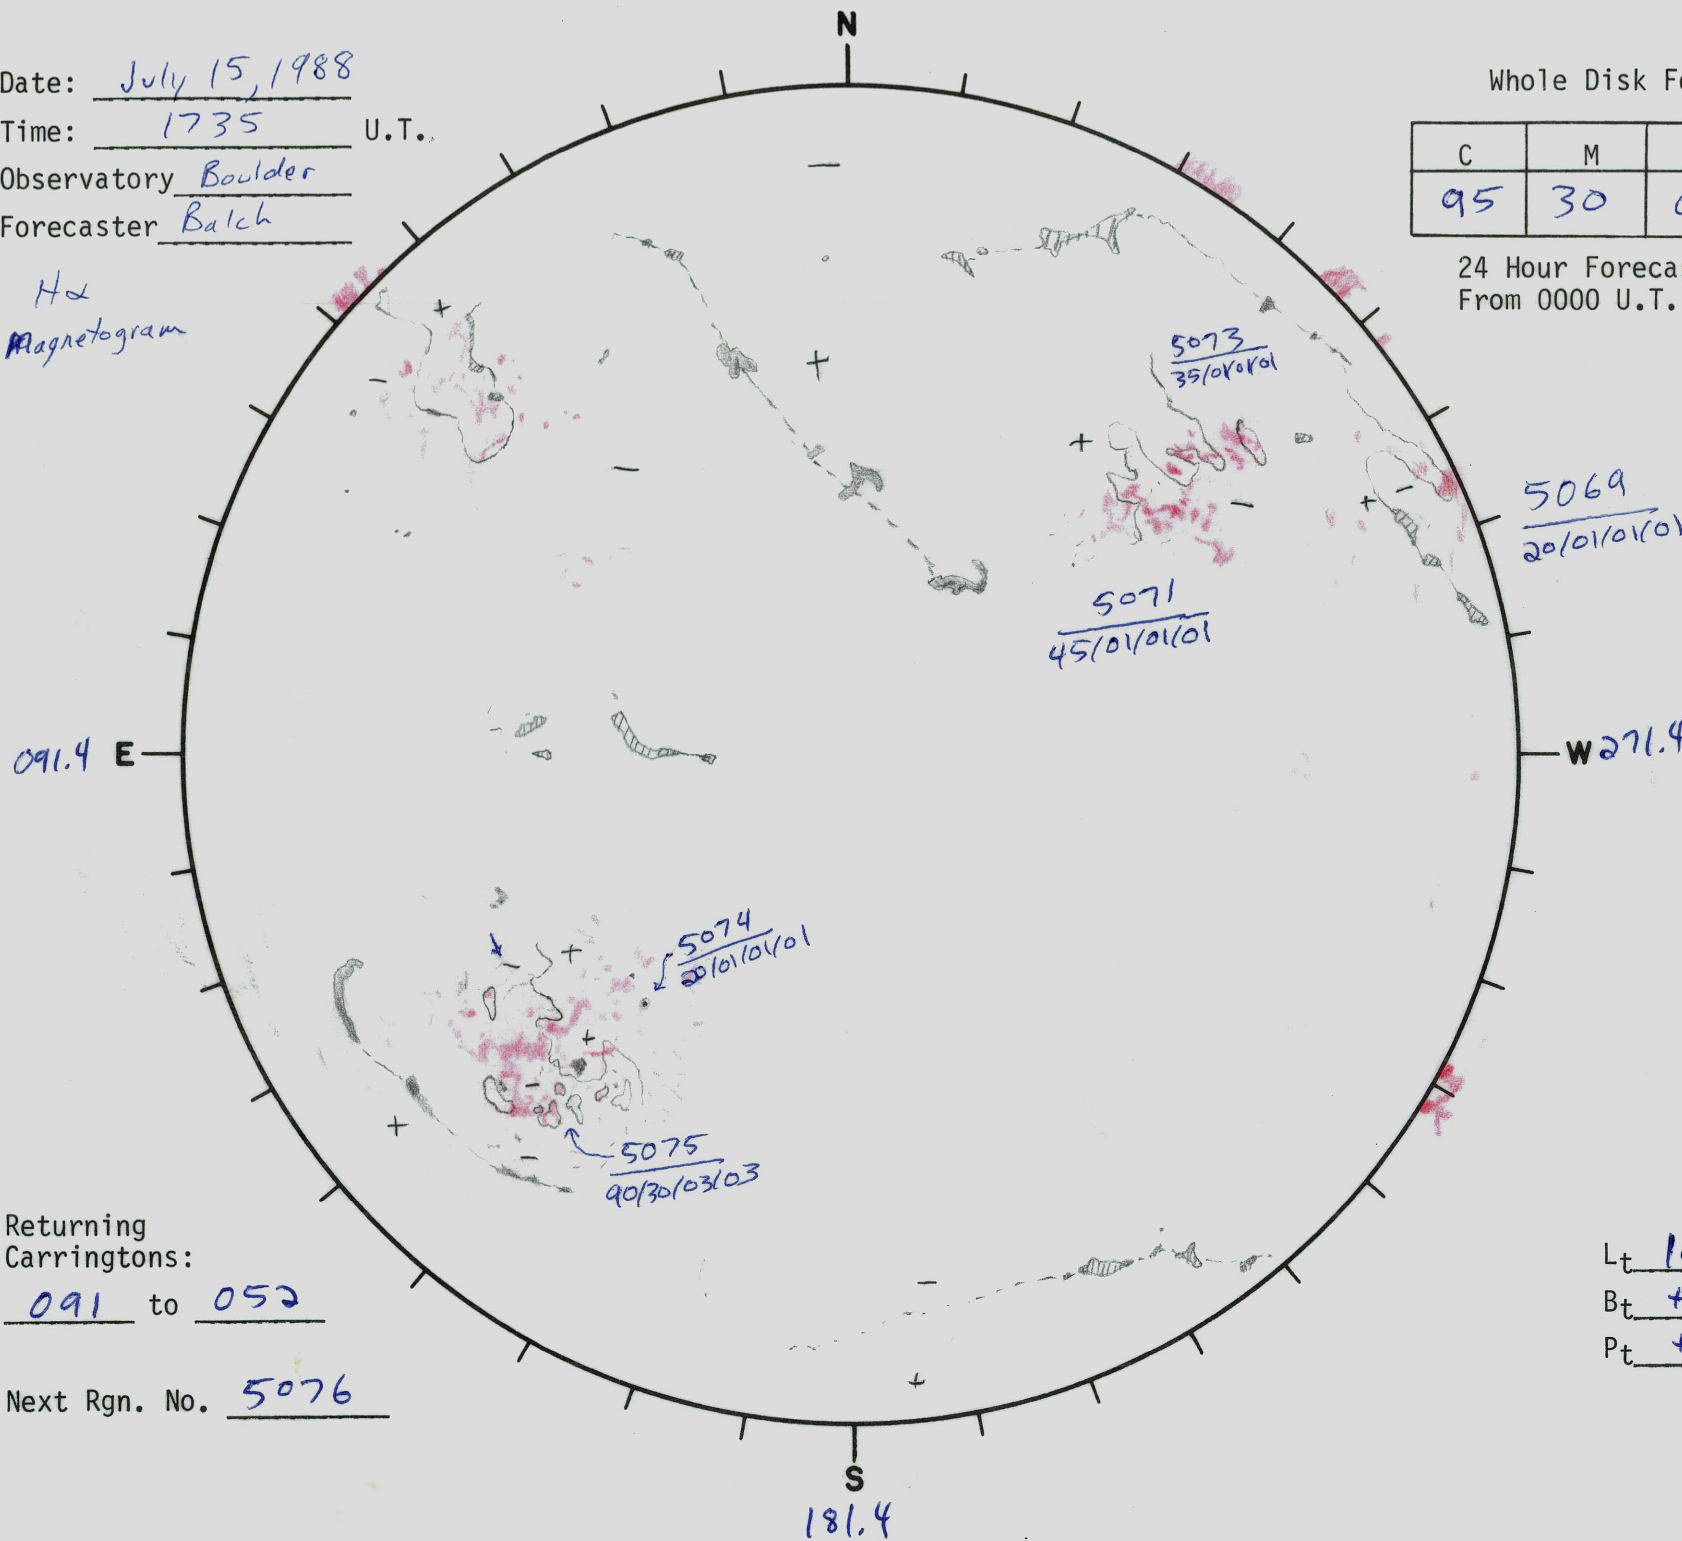 N
Date: July 15, 1988
Time: 1735 U.T.
Observatory Boulder
Forecaster Balch
Hα
Magnetogram
Whole Disk
C M
95 30
24 Hour
From 0000 U.T.
5073
35/01/01/01
5069
20/01/01/01
5071
45/01/01/01
091.4 E
W 271.4
5074
20/01/01/01
5075
90/30/03/03
Returning
Carringtons:
091 to 052
Next Rgn. No. 5076
Lt
Bt +
Pt +
S
181.4